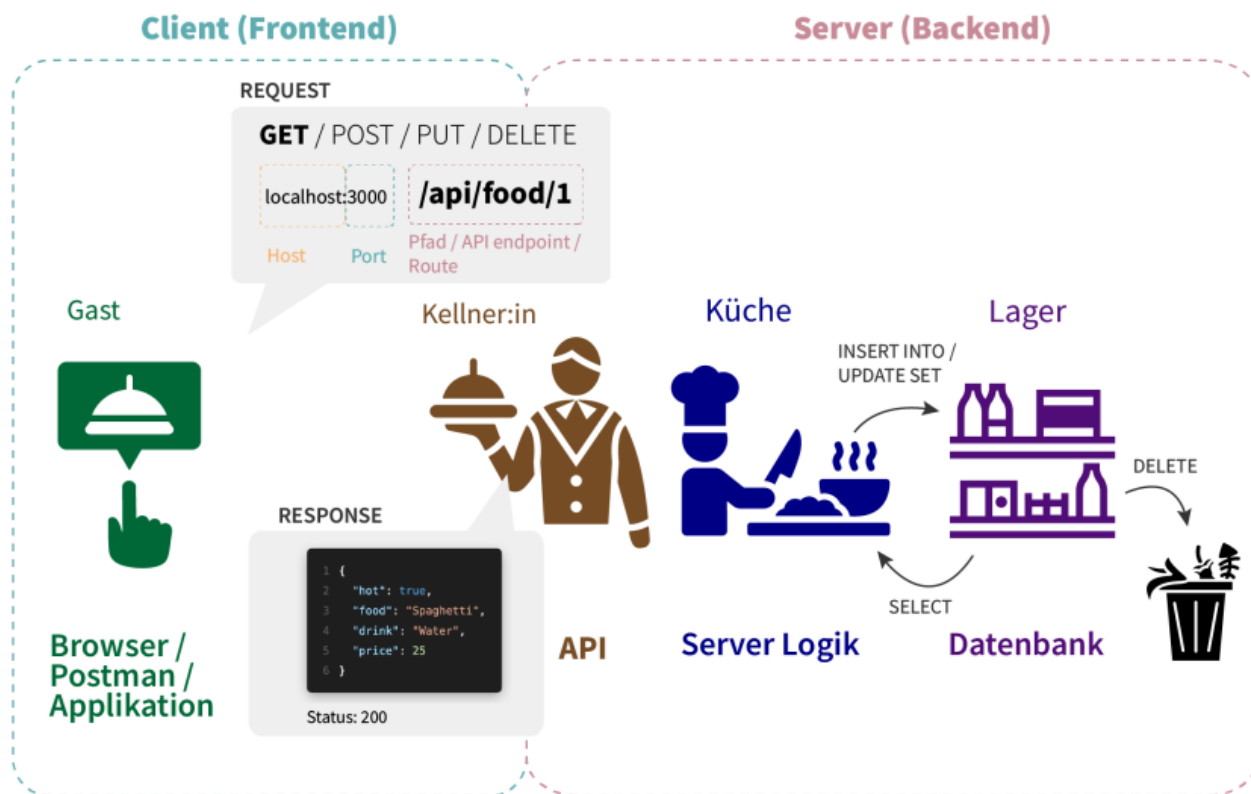 Client (Frontend)
Server (Backend)
REQUEST
GET / POST / PUT / DELETE
localhost:3000
/api/food/1
Host
Port
Pfad / API endpoint /
Route
Gast
Kellner:in
Küche
Lager
INSERT INTO /
UPDATE SET
DELETE
SELECT
RESPONSE
1 {
2 "hot": true,
3 "food": "Spaghetti",
4 "drink": "Water",
5 "price": 25
6 }
Status: 200
Browser /
Postman /
Applikation
API
Server Logik
Datenbank